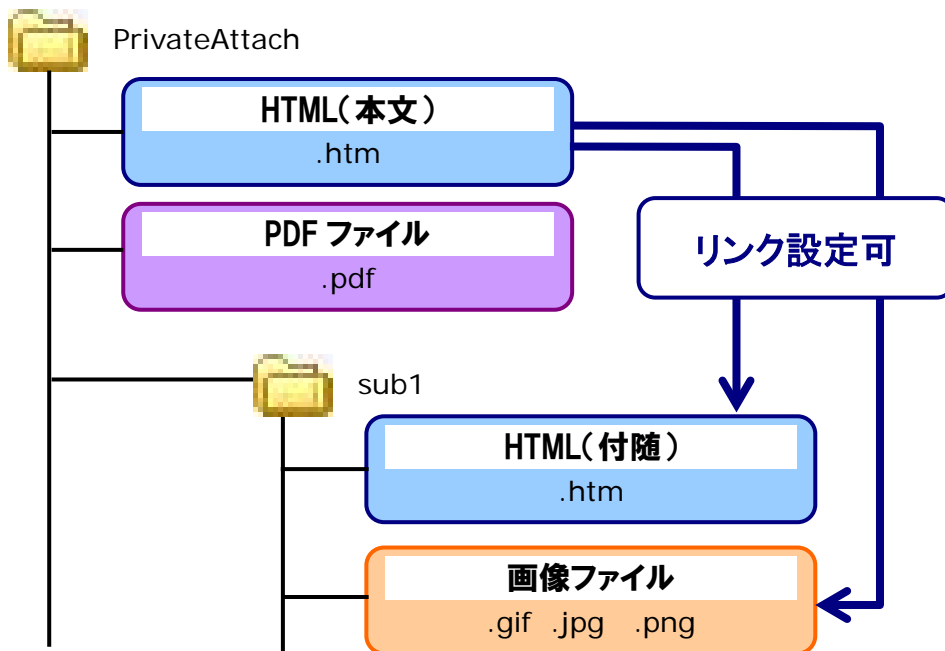 PrivateAttach
HTML(本文)
.htm
PDF ファイル
.pdf
リンク設定可
sub1
HTML(付随)
.htm
画像ファイル
.gif .jpg .png